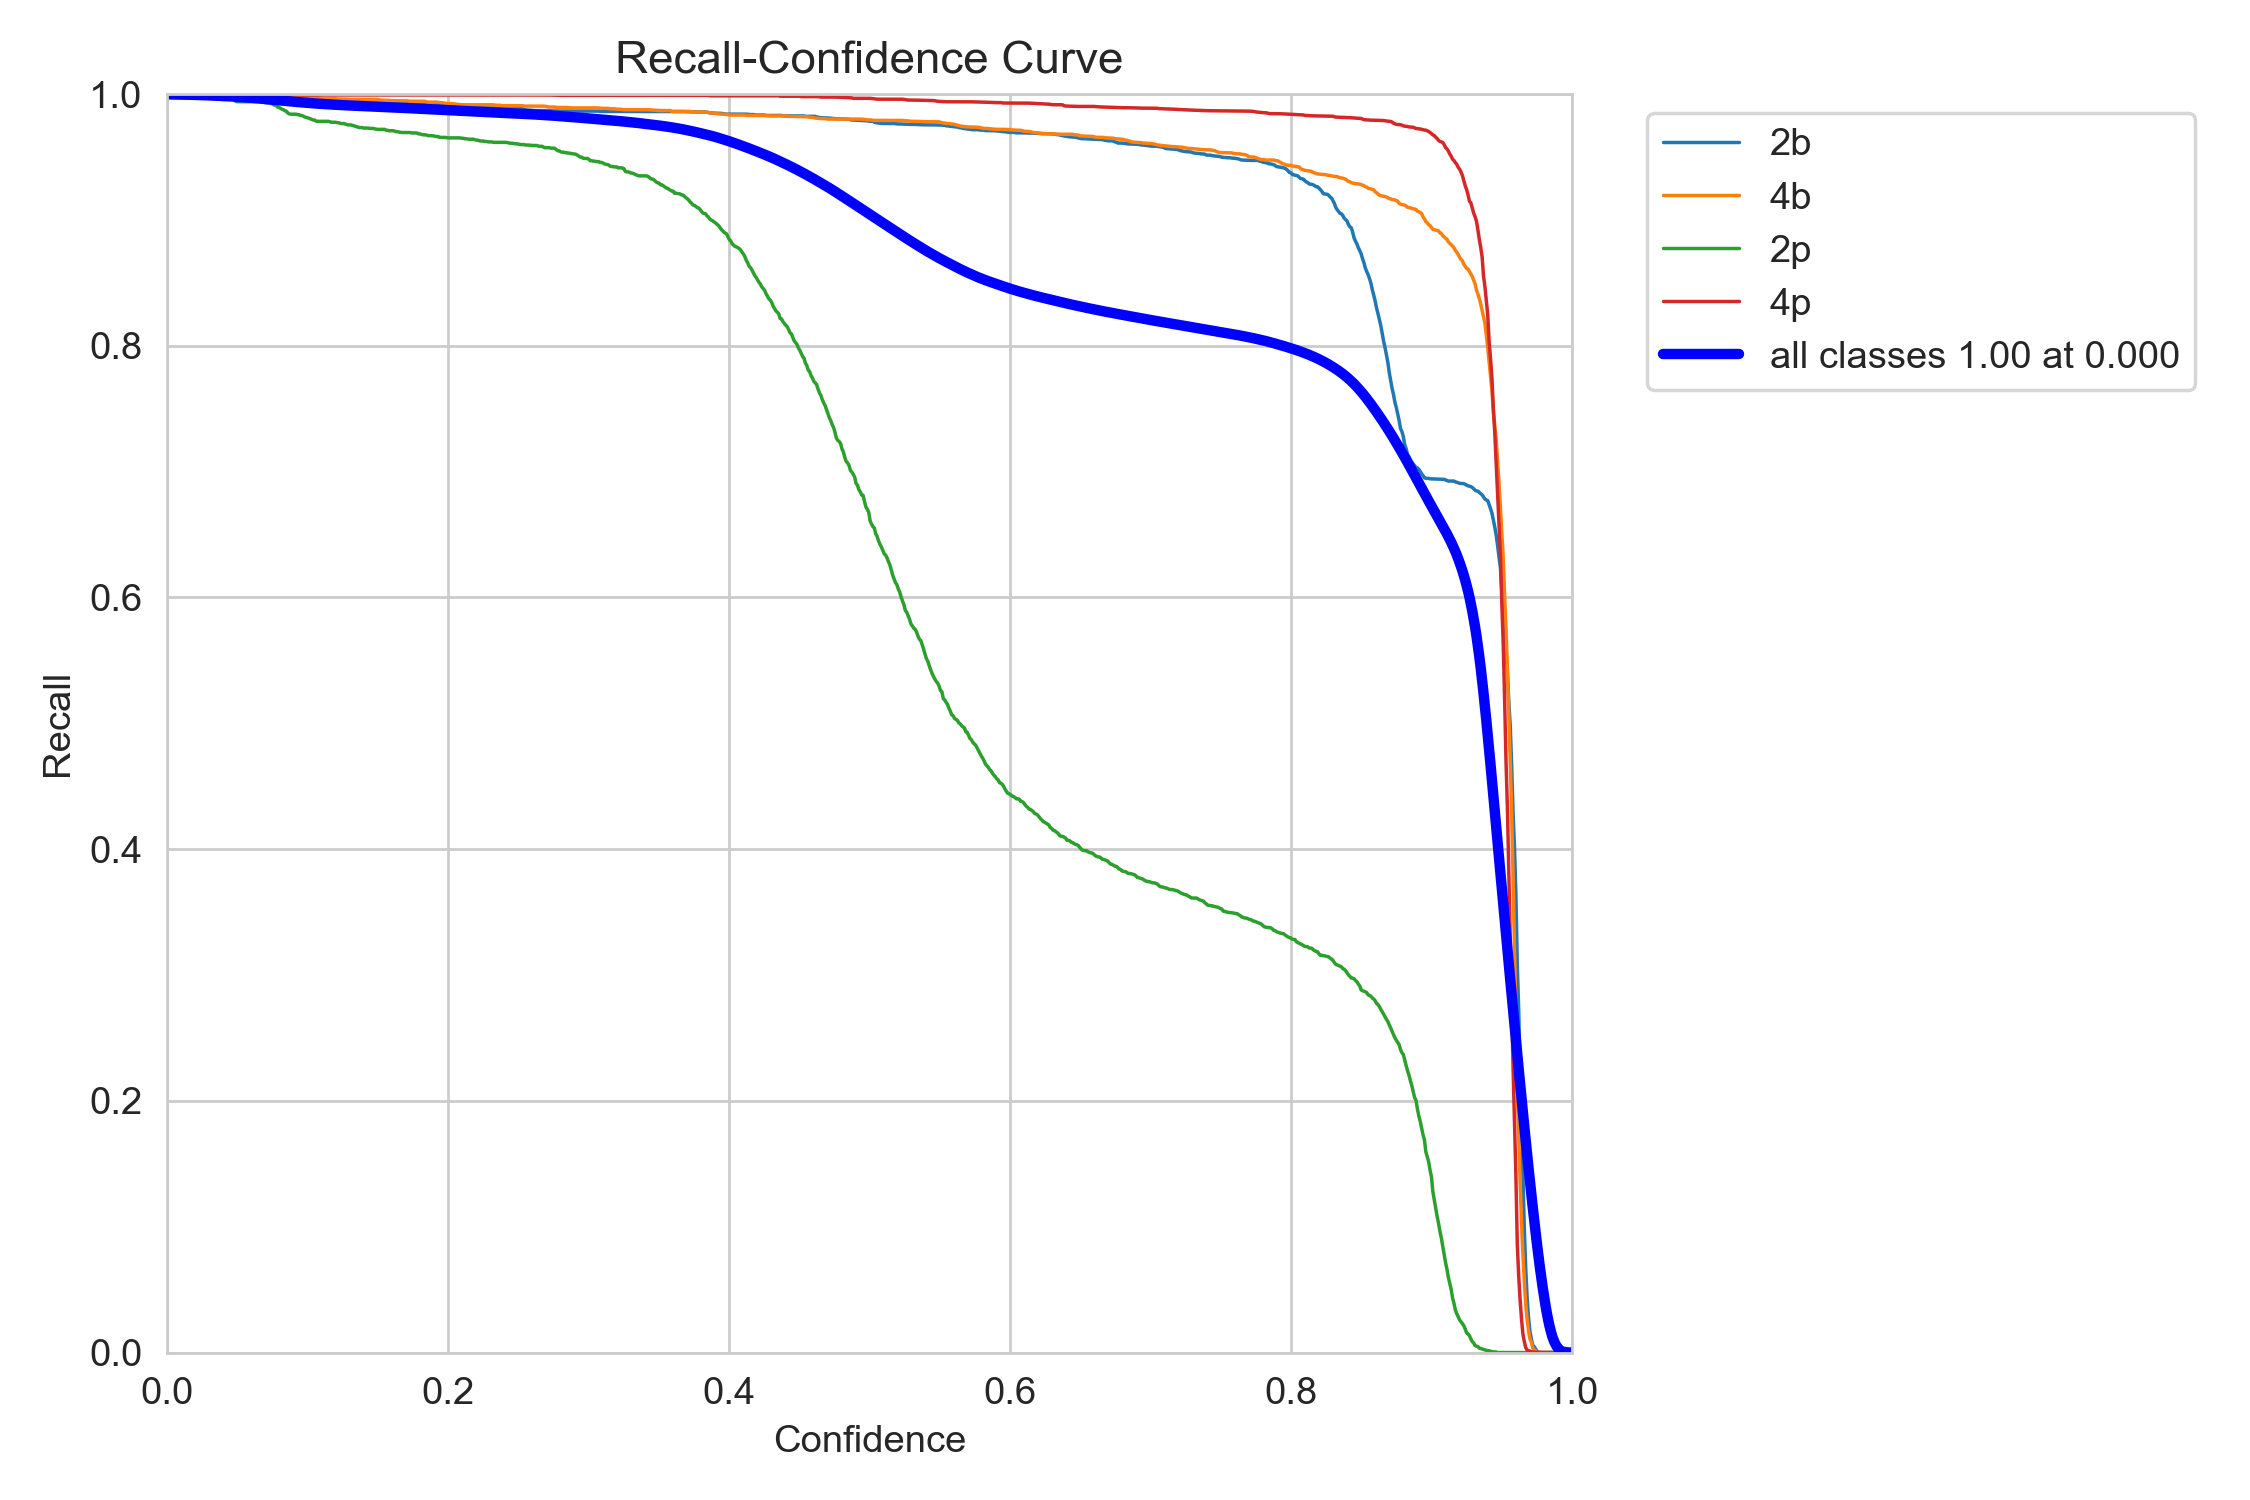 Recall-Confidence Curve
1.0
0.8
0.6
0.4
0.2
0.0
Recall
0.0 0.2 0.4 0.6 0.8 1.0
Confidence
2b
4b
2p
4p
all classes 1.00 at 0.000